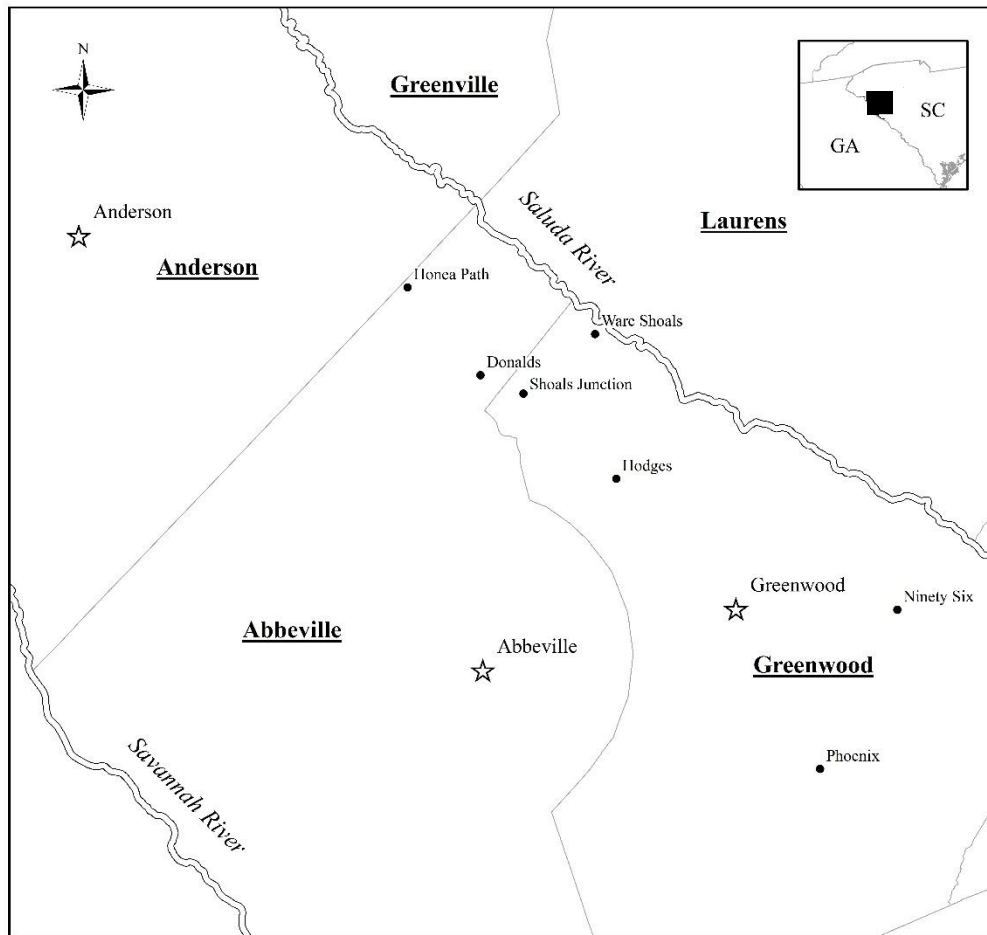 N
Greenville
SC
GA
Anderson
Anderson
Saluda River
Laurens
Honea Path
Ware Shoals
Donalds
Shoals Junction
Hodges
Greenwood
Ninety Six
Abbeville
Abbeville
Greenwood
Savannah River
Phoenix